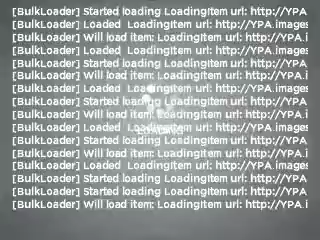 [BulkLoader] Started loading LoadingItem url: http://YPA
[BulkLoader] Loaded LoadingItem url: http://YPA.images
[BulkLoader] Will load item: LoadingItem url: http://YPA.i
[BulkLoader] Loaded LoadingItem url: http://YPA.images
[BulkLoader] Will load item: LoadingItem url: http://YPA.i
[BulkLoader] Started loading LoadingItem url: http://YPA
[BulkLoader] Loaded LoadingItem url: http://YPA.images
[BulkLoader] Started loading LoadingItem url: http://YPA
[BulkLoader] Will load item: LoadingItem url: http://YPA.i
[BulkLoader] Loaded LoadingItem url: http://YPA.images
[BulkLoader] Started loading LoadingItem url: http://YPA
[BulkLoader] Will load item: LoadingItem url: http://YPA.i
[BulkLoader] Loaded LoadingItem url: http://YPA.images
[BulkLoader] Started loading LoadingItem url: http://YPA
[BulkLoader] Started loading LoadingItem url: http://YPA
[BulkLoader] Will load item: LoadingItem url: http://YPA.i